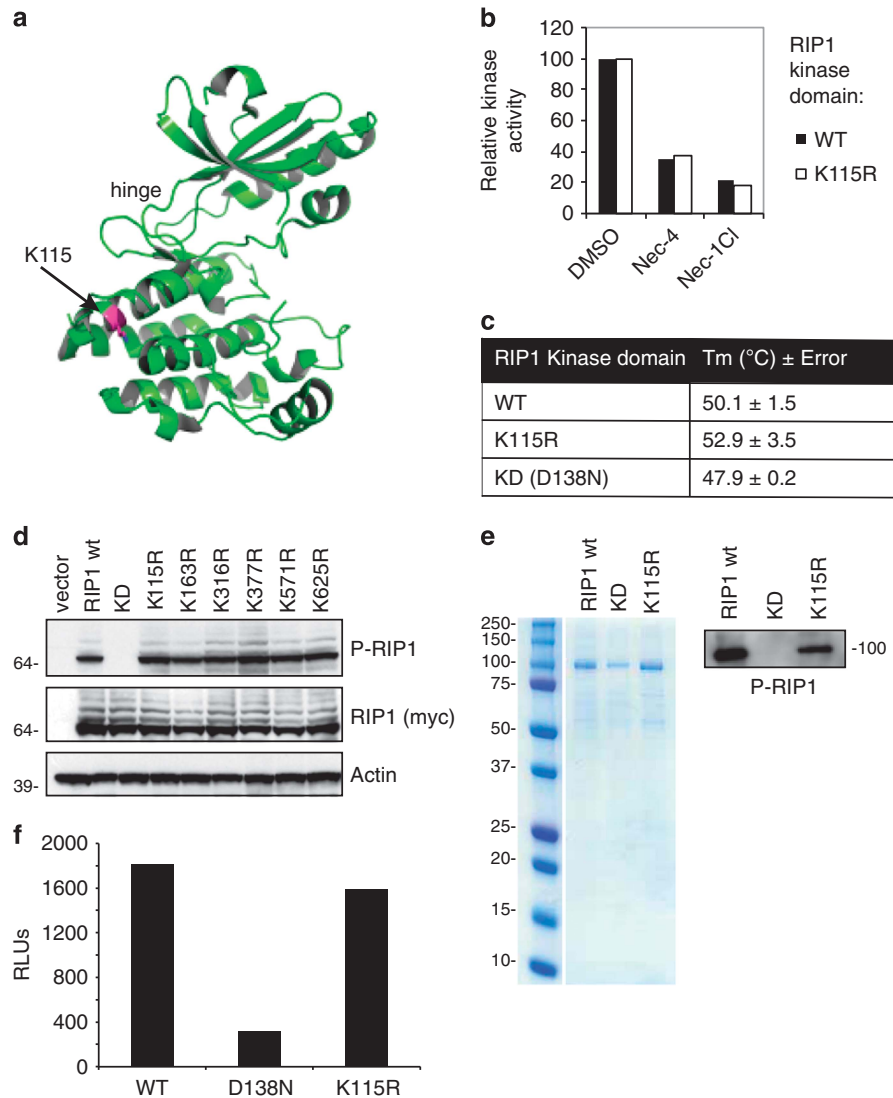 a
hinge
K115
b
120
100
80
60
40
20
0
Relative kinase
activity
DMSO
Nec-4
Nec-1Cl
RIP1
kinase
domain:
WT
K115R
c
RIP1 Kinase domain Tm (°C) ± Error
WT 50.1 ± 1.5
K115R 52.9 ± 3.5
KD (D138N) 47.9 ± 0.2
d
vector
RIP1 wt
KD
K115R
K163R
K316R
K377R
K571R
K625R
64- P-RIP1
64- RIP1 (myc)
39- Actin
e
RIP1 wt
KD
K115R
250-
150-
100-
75-
50-
37-
25-
20-
15-
10-
RIP1 wt
KD
K115R
-100
P-RIP1
f
2000
1600
1200
800
400
0
RLUs
WT D138N K115R